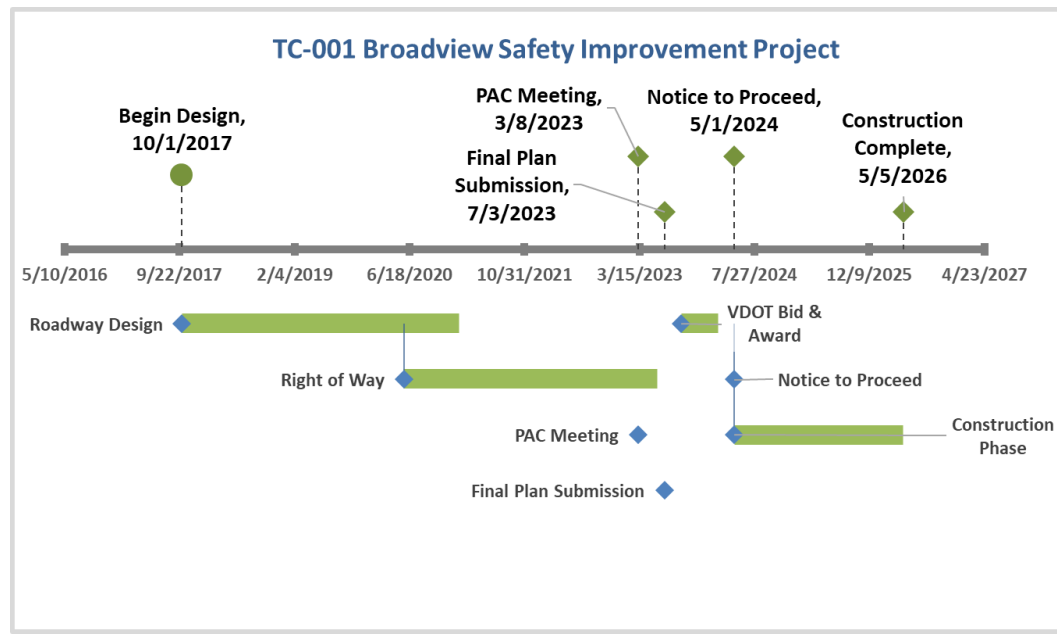 TC-001 Broadview Safety Improvement Project
Begin Design,
10/1/2017
PAC Meeting,
3/8/2023
Final Plan
Submission,
7/3/2023
Notice to Proceed,
5/1/2024
Construction
Complete,
5/5/2026
5/10/2016 9/22/2017 2/4/2019 6/18/2020 10/31/2021 3/15/2023 7/27/2024 12/9/2025 4/23/2027
Roadway Design
VDOT Bid &
Award
Right of Way
Notice to Proceed
PAC Meeting
Construction
Phase
Final Plan Submission